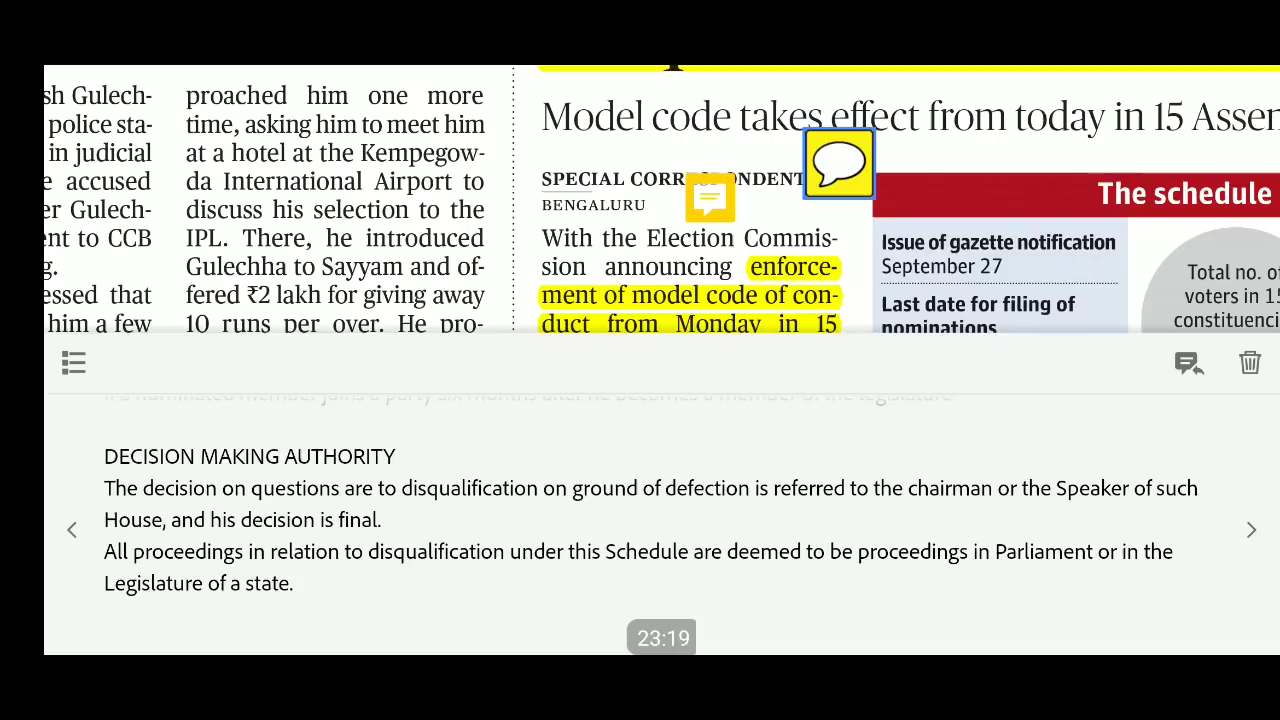 sh Gulech-
police sta-
in judicial
e accused
er Gulech-
ent to CCB
g.
essed that
him a few
proached him one more
time, asking him to meet him
at a hotel at the Kempegow-
da International Airport to
discuss his selection to the
IPL. There, he introduced
Gulechha to Sayyam and of-
fered ₹2 lakh for giving away
10 runs per over. He pro-
Model code takes effect from today in 15 Assem
SPECIAL CORRESPONDENT
BENGALURU
With the Election Commis-
sion announcing enforce-
ment of model code of con-
duct from Monday in 15
The schedule
Issue of gazette notification
September 27
Last date for filing of
nominations
Total no. of
voters in 15
constituenci
DECISION MAKING AUTHORITY
The decision on questions are to disqualification on ground of defection is referred to the chairman or the Speaker of such
House, and his decision is final.
All proceedings in relation to disqualification under this Schedule are deemed to be proceedings in Parliament or in the
Legislature of a state.
23:19